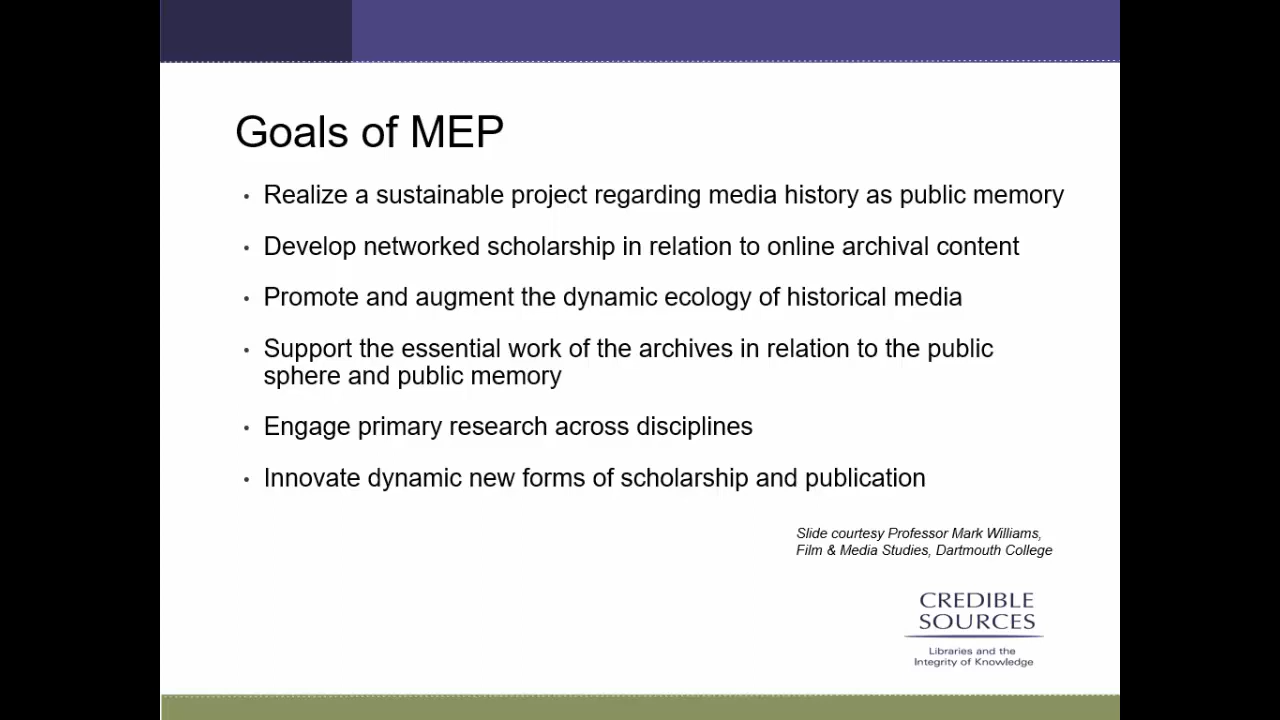 Goals of MEP
• Realize a sustainable project regarding media history as public memory
• Develop networked scholarship in relation to online archival content
• Promote and augment the dynamic ecology of historical media
• Support the essential work of the archives in relation to the public
sphere and public memory
• Engage primary research across disciplines
• Innovate dynamic new forms of scholarship and publication
Slide courtesy Professor Mark Williams,
Film & Media Studies, Dartmouth College
CREDIBLE
SOURCES
Libraries and the
Integrity of Knowledge